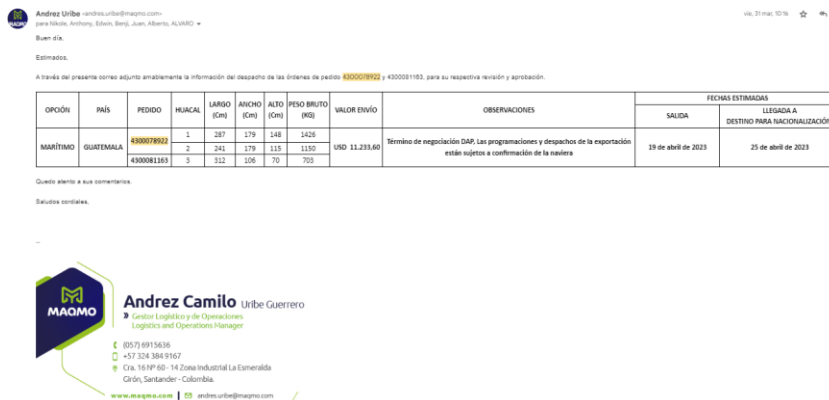 Andrez Uribe <andres.uribe@maqmo.com>
vie, 31 mar, 10:16
para Nikole, Anthony, Edwin, Benji, Juan, Alberto, ALVARO
Buen día,
Estimados.
A través del presente correo adjunto amablemente la información del despacho de las órdenes de pedido 4300078922 y 4300081163, para su respectiva revisión y aprobación.
OPCIÓN PAÍS PEDIDO HUACAL LARGO (Cm) ANCHO (Cm) ALTO (Cm) PESO BRUTO (KG) VALOR ENVÍO OBSERVACIONES FECHAS ESTIMADAS
SALIDA LLEGADA A DESTINO PARA NACIONALIZACIÓN
MARÍTIMO GUATEMALA 4300078922 1 287 179 148 1426 USD 11.233,60 Término de negociación DAP, Las programaciones y despachos de la exportación están sujetos a confirmación de la naviera 19 de abril de 2023 25 de abril de 2023
2 241 179 115 1150
4300081163 3 312 106 70 703
Quedo atento a sus comentarios.
Saludos cordiales,
--
MAQMO
Andrez Camilo Uribe Guerrero
Gestor Logístico y de Operaciones
Logistics and Operations Manager
(057) 6915636
+57 324 384 9167
Cra. 16 Nº 60 - 14 Zona Industrial La Esmeralda
Girón, Santander - Colombia.
www.maqmo.com andres.uribe@maqmo.com